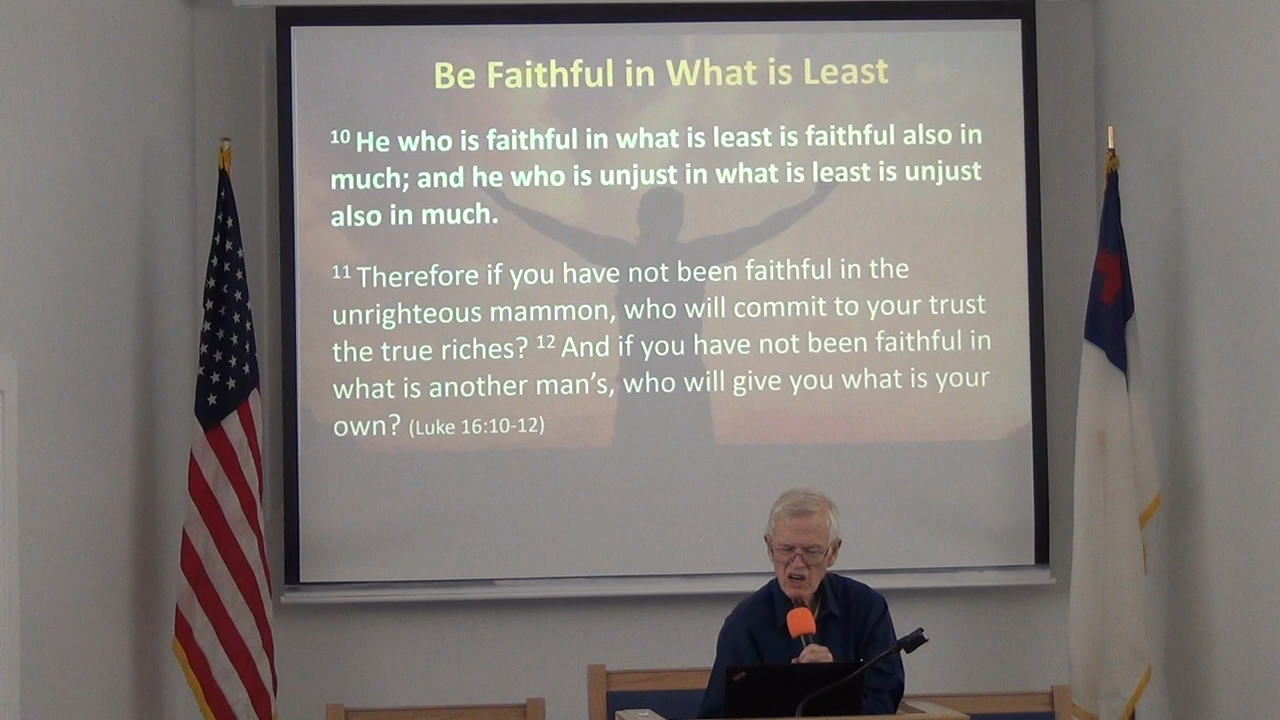 Be Faithful in What is Least
10 He who is faithful in what is least is faithful also in
much; and he who is unjust in what is least is unjust
also in much.
11 Therefore if you have not been faithful in the
unrighteous mammon, who will commit to your trust
the true riches? 12 And if you have not been faithful in
what is another man's, who will give you what is your
own? (Luke 16:10-12)